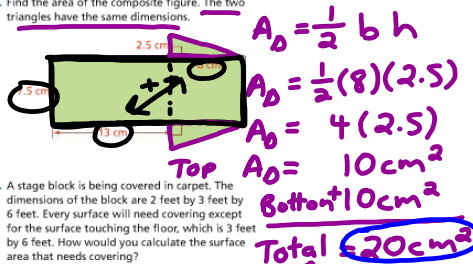 Find the area of the composite figure. The two
triangles have the same dimensions.
2.5 cm
7.5 cm
13 cm
+
Top
A stage block is being covered in carpet. The
dimensions of the block are 2 feet by 3 feet by
6 feet. Every surface will need covering except
for the surface touching the floor, which is 3 feet
by 6 feet. How would you calculate the surface
area that needs covering?
A△ = 1/2 b h
A△ = 1/2 (8)(2.5)
A△ = 4(2.5)
A△ = 10cm²
Bottom +10cm²
Total = 20cm²